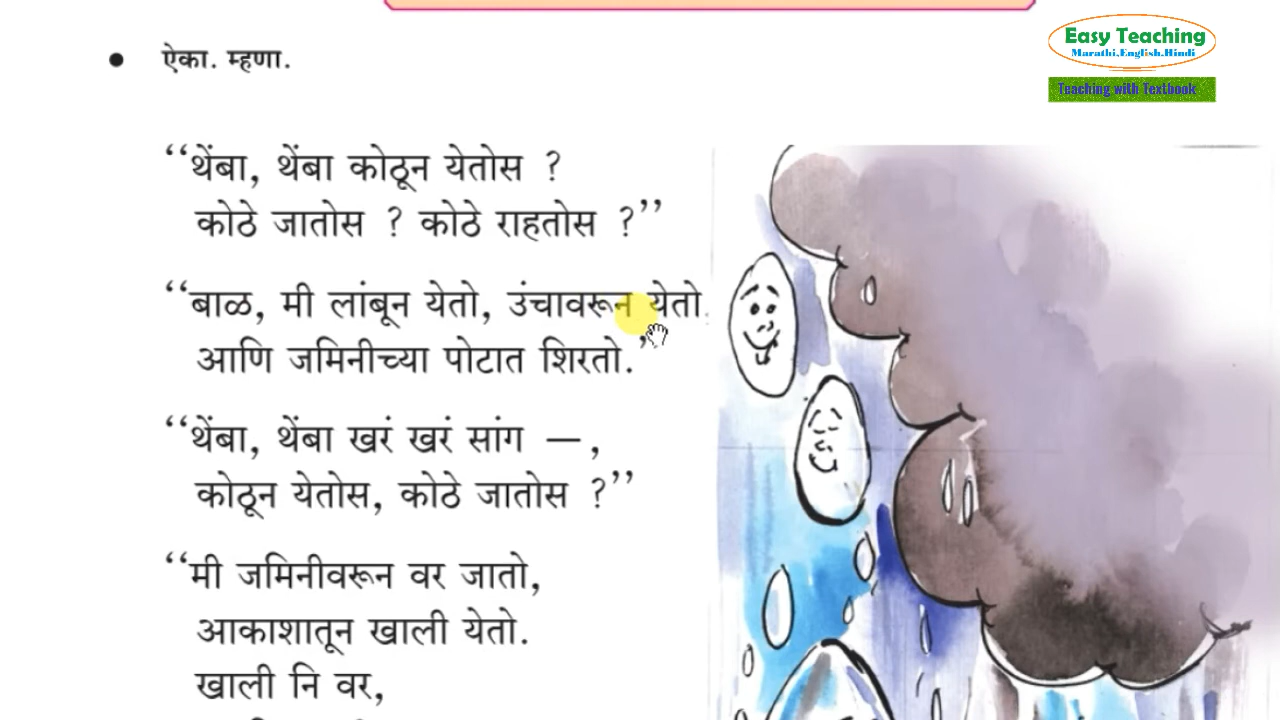 • ऐका. म्हणा.
Easy Teaching
Marathi,English,Hindi
Teaching with Textbook
“थेंबा, थेंबा कोठून येतोस ?
कोठे जातोस ? कोठे राहतोस ?”
“बाळ, मी लांबून येतो, उंचावरून येतो.
आणि जमिनीच्या पोटात शिरतो.”
“थेंबा, थेंबा खरं खरं सांग —,
कोठून येतोस, कोठे जातोस ?”
“मी जमिनीवरून वर जातो,
आकाशातून खाली येतो.
खाली नि वर,